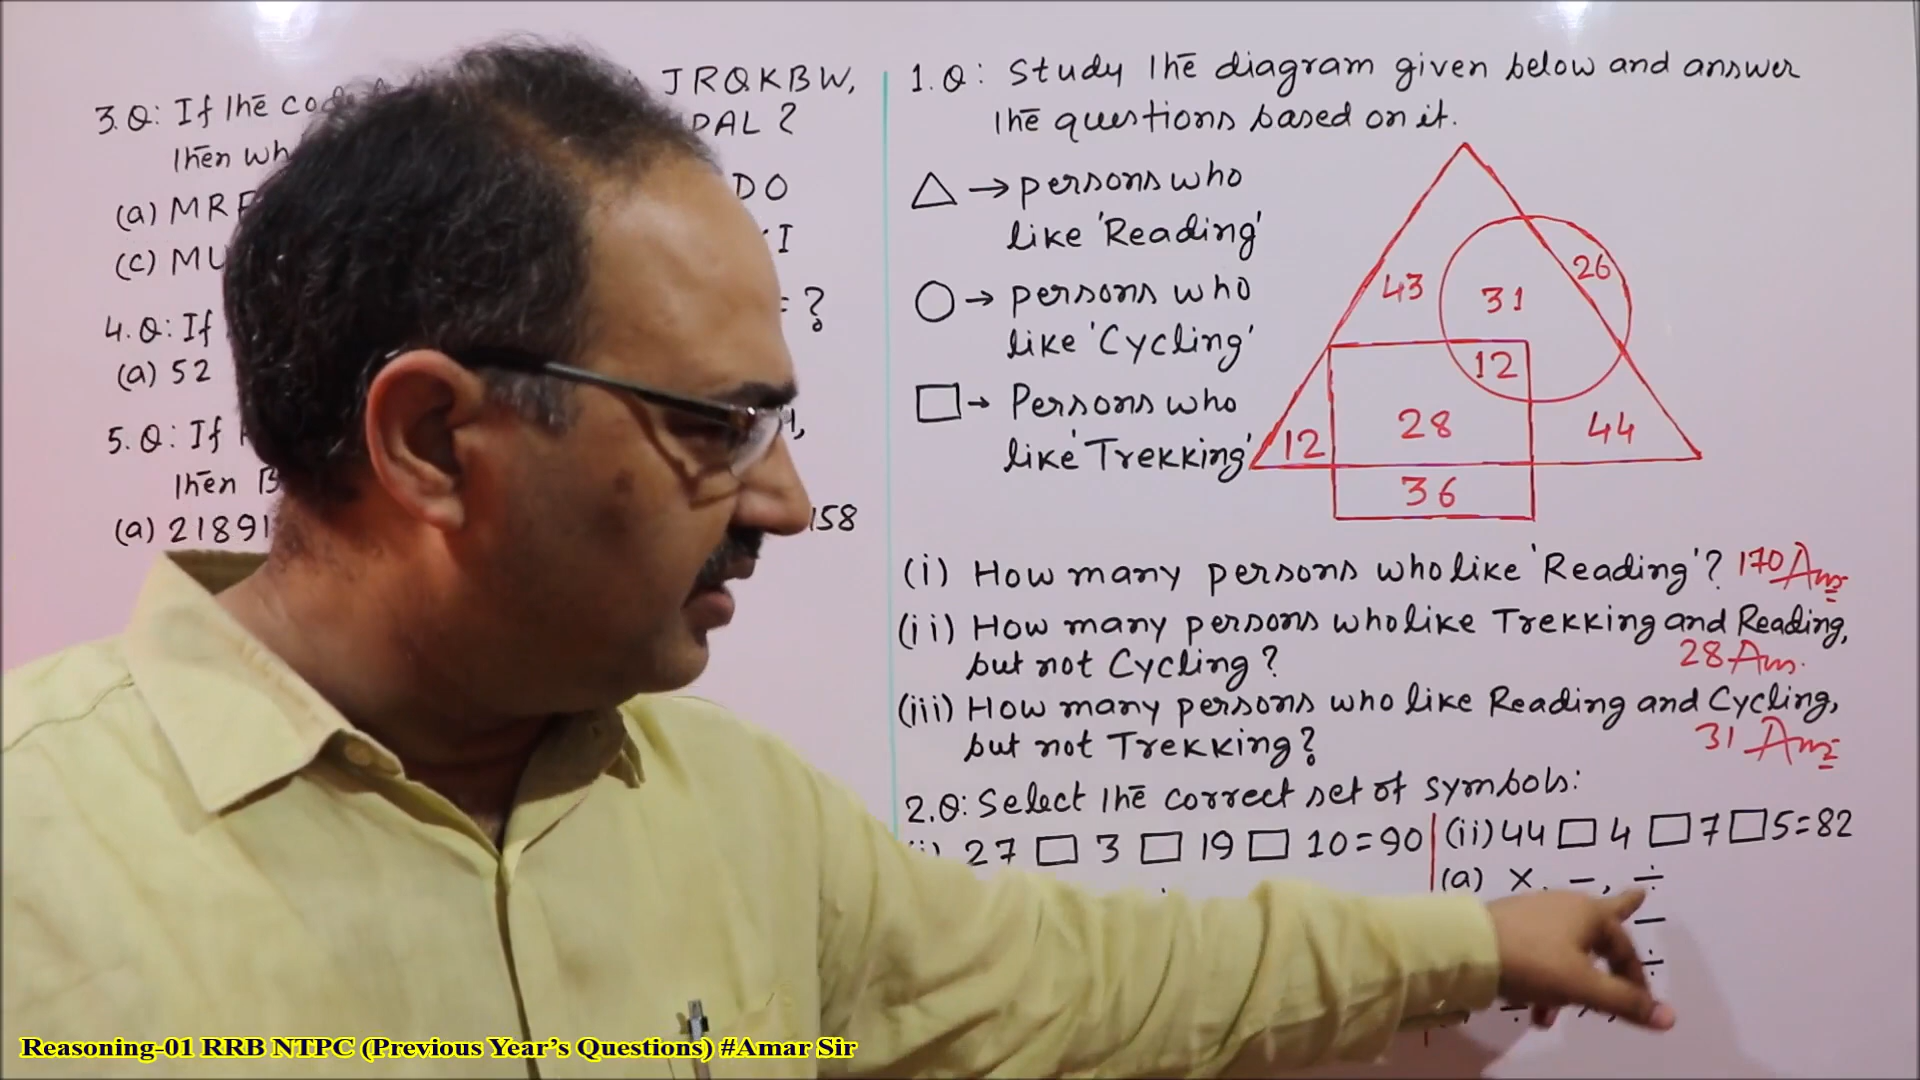 3. Q: If the
JRQKBW,
then
DAL ?
(a) MRF
DO
(c) MU
I
4. Q: If
= ?
(a) 52
5. Q: If
then B
(a) 21891
158
1. Q: Study the diagram given below and answer
the questions based on it.
△ → persons who
like 'Reading'
○ → persons who
like 'Cycling'
□ → Persons who
like 'Trekking'
43
31
26
12
28
12
44
36
(i) How many persons who like 'Reading'? 170 Ans
(ii) How many persons who like Trekking and Reading,
but not Cycling ? 28 Ans.
(iii) How many persons who like Reading and Cycling,
but not Trekking? 31 Ans
2. Q: Select the correct set of symbols:
27 □ 3 □ 19 □ 10 = 90
(ii) 44 □ 4 □ 7 □ 5 = 82
(a) ×, −, ÷
−
÷
Reasoning-01 RRB NTPC (Previous Year's Questions) #Amar Sir